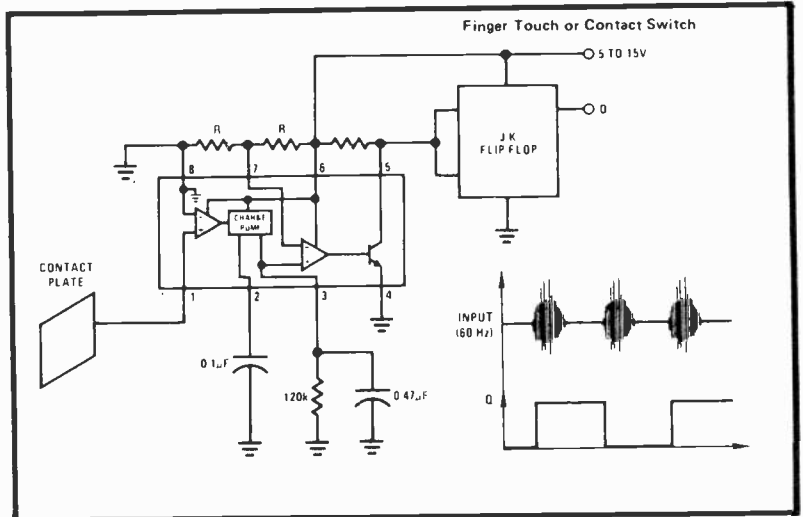 Finger Touch or Contact Switch
5 TO 15V
R
R
J K
FLIP FLOP
Q
8
7
6
5
CHARGE
PUMP
CONTACT
PLATE
1
2
3
4
0.1µF
120k
0.47µF
INPUT
(60 Hz)
Q